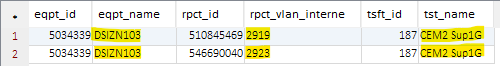 eqpt_id eqpt_name rpct_id rpct_vlan_interne tsft_id tst_name
1 5034339 DSIZN103 510845469 2919 187 CEM2 Sup1G
2 5034339 DSIZN103 546690040 2923 187 CEM2 Sup1G